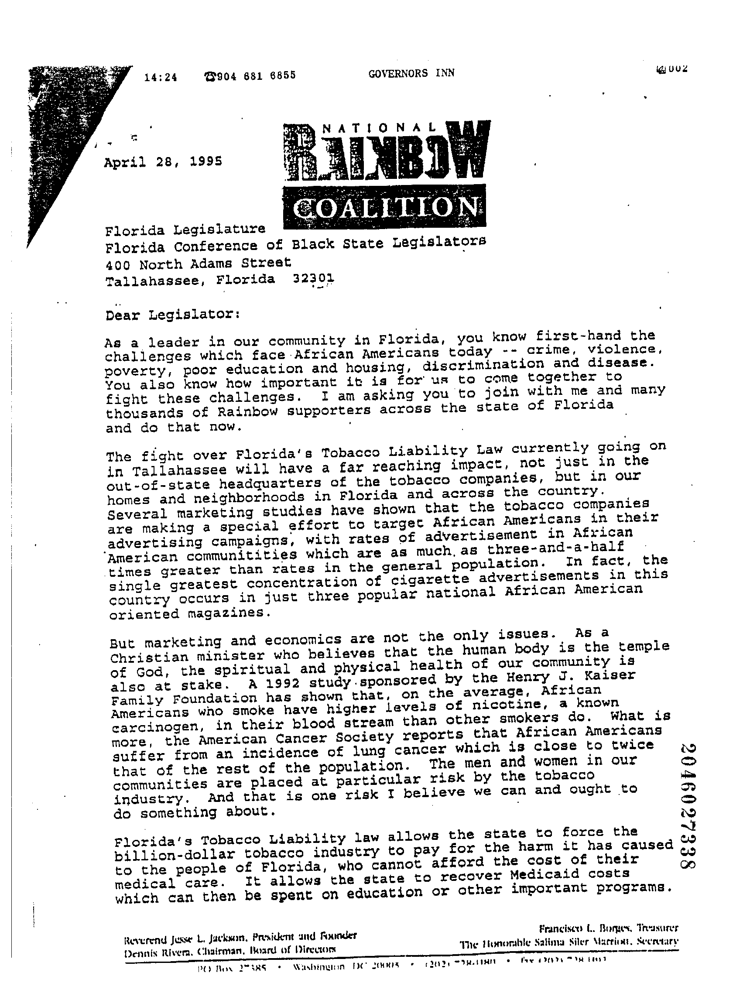 14:24 ☎904 681 6855 GOVERNORS INN 002
April 28, 1995
NATIONAL
RAINBOW
COALITION
Florida Legislature
Florida Conference of Black State Legislators
400 North Adams Street
Tallahassee, Florida 32301
Dear Legislator:
As a leader in our community in Florida, you know first-hand the
challenges which face African Americans today -- crime, violence,
poverty, poor education and housing, discrimination and disease.
You also know how important it is for us to come together to
fight these challenges. I am asking you to join with me and many
thousands of Rainbow supporters across the state of Florida
and do that now.
The fight over Florida's Tobacco Liability Law currently going on
in Tallahassee will have a far reaching impact, not just in the
out-of-state headquarters of the tobacco companies, but in our
homes and neighborhoods in Florida and across the country.
Several marketing studies have shown that the tobacco companies
are making a special effort to target African Americans in their
advertising campaigns, with rates of advertisement in African
American communitities which are as much as three-and-a-half
times greater than rates in the general population. In fact, the
single greatest concentration of cigarette advertisements in this
country occurs in just three popular national African American
oriented magazines.
But marketing and economics are not the only issues. As a
Christian minister who believes that the human body is the temple
of God, the spiritual and physical health of our community is
also at stake. A 1992 study sponsored by the Henry J. Kaiser
Family Foundation has shown that, on the average, African
Americans who smoke have higher levels of nicotine, a known
carcinogen, in their blood stream than other smokers do. What is
more, the American Cancer Society reports that African Americans
suffer from an incidence of lung cancer which is close to twice
that of the rest of the population. The men and women in our
communities are placed at particular risk by the tobacco
industry. And that is one risk I believe we can and ought to
do something about.
Florida's Tobacco Liability law allows the state to force the
billion-dollar tobacco industry to pay for the harm it has caused
to the people of Florida, who cannot afford the cost of their
medical care. It allows the state to recover Medicaid costs
which can then be spent on education or other important programs.
2046027338
Reverend Jesse L. Jackson, President and Founder
Dennis Rivera, Chairman, Board of Directors
Francisco L. Borges, Treasurer
The Honorable Salima Siler Marriott, Secretary
PO Box 27385 • Washington DC 20005 •